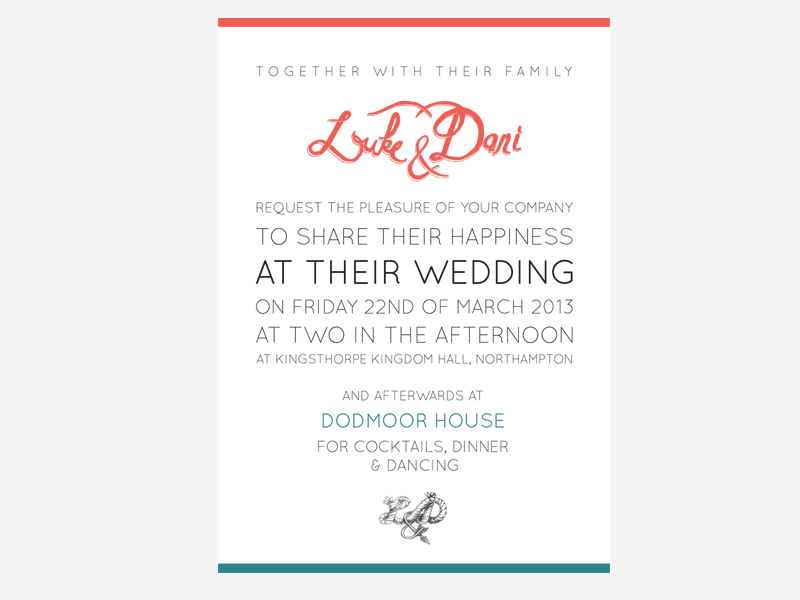 TOGETHER WITH THEIR FAMILY
Luke & Dani
REQUEST THE PLEASURE OF YOUR COMPANY
TO SHARE THEIR HAPPINESS
AT THEIR WEDDING
ON FRIDAY 22ND OF MARCH 2013
AT TWO IN THE AFTERNOON
AT KINGSTHORPE KINGDOM HALL, NORTHAMPTON
AND AFTERWARDS AT
DODMOOR HOUSE
FOR COCKTAILS, DINNER
& DANCING
L&D